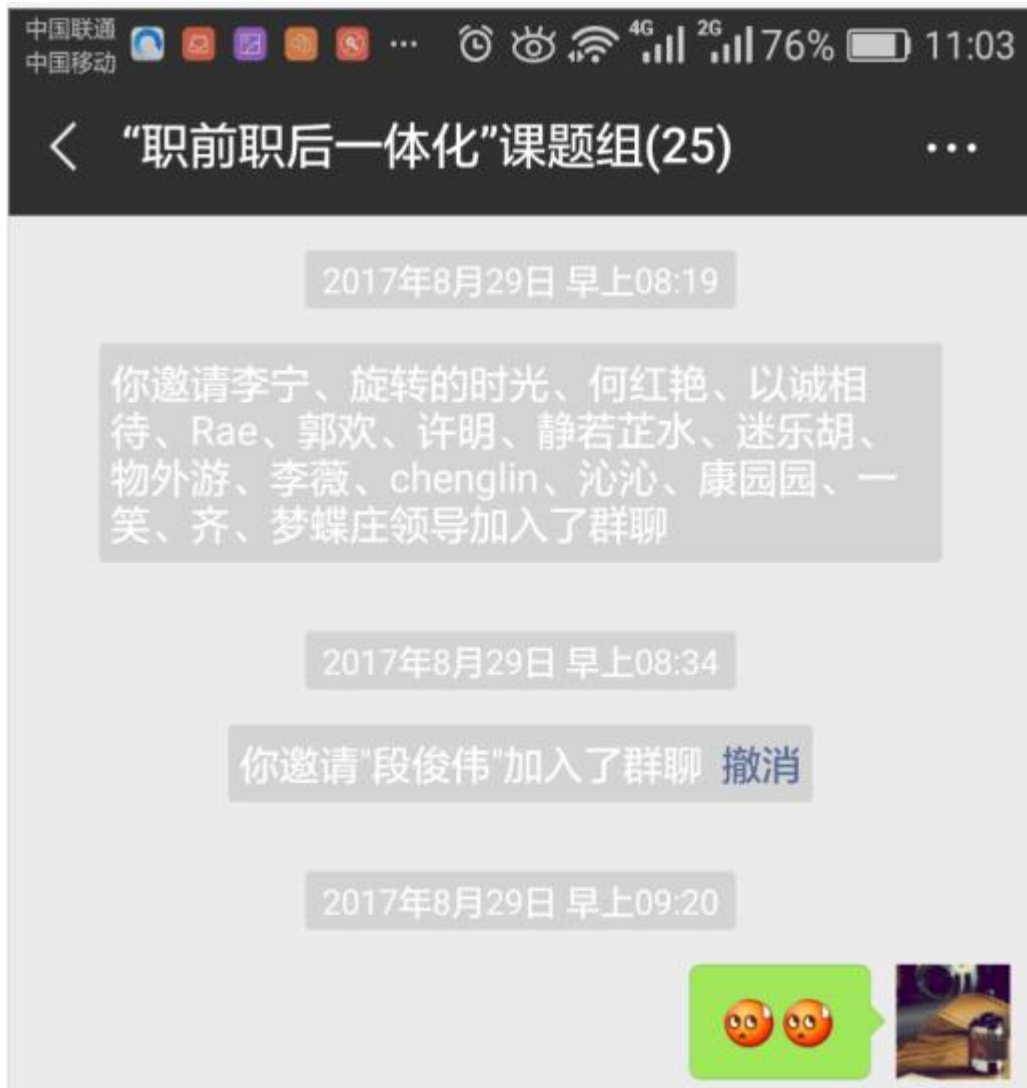 中国联通
中国移动
4G 2G 76% 11:03
“职前职后一体化”课题组(25)
2017年8月29日 早上08:19
你邀请李宁、旋转的时光、何红艳、以诚相
待、Rae、郭欢、许明、静若芷水、迷乐胡、
物外游、李薇、chenglin、沁沁、康园园、一
笑、齐、梦蝶庄领导加入了群聊
2017年8月29日 早上08:34
你邀请"段俊伟"加入了群聊 撤消
2017年8月29日 早上09:20